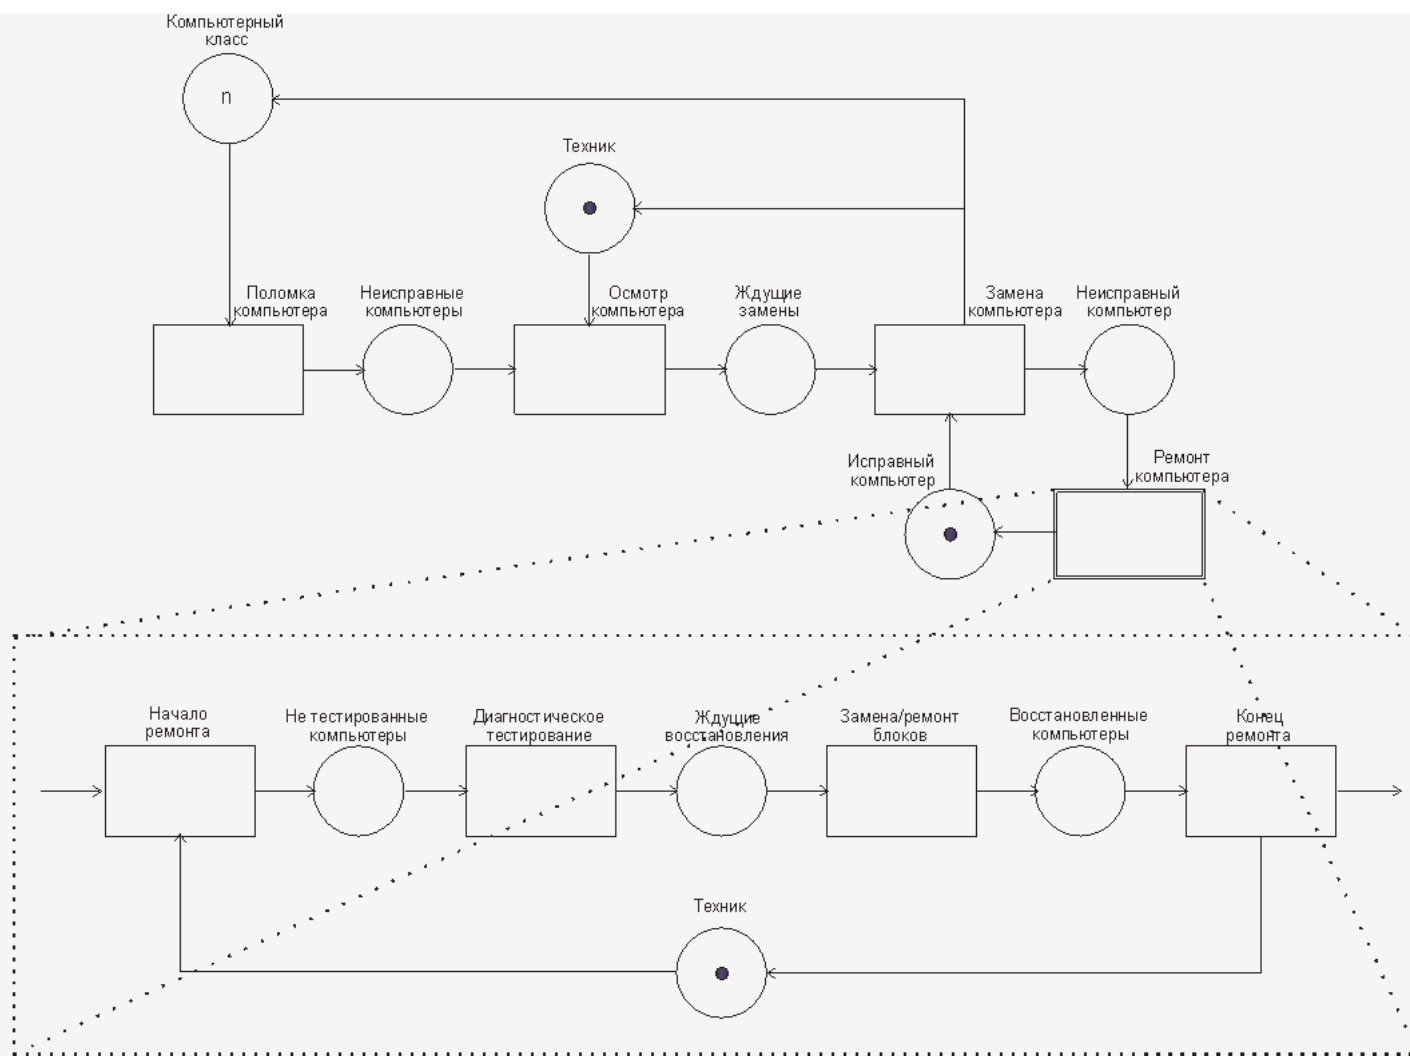 Компьютерный
класс
n
Техник
Поломка
компьютера
Неисправные
компьютеры
Осмотр
компьютера
Ждущие
замены
Замена
компьютера
Неисправный
компьютер
Исправный
компьютер
Ремонт
компьютера
Начало
ремонта
Не тестированные
компьютеры
Диагностическое
тестирование
Ждущие
восстановления
Замена/ремонт
блоков
Восстановленные
компьютеры
Конец
ремонта
Техник